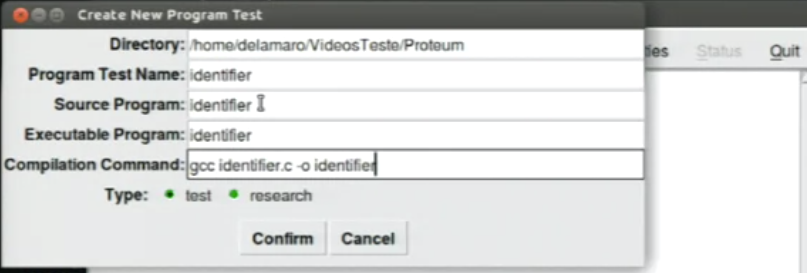 Create New Program Test
Directory: /home/delamaro/VideosTeste/Proteum
ies Status Quit
Program Test Name: identifier
Source Program: identifier
Executable Program: identifier
Compilation Command: gcc identifier.c -o identifier
Type: test research
Confirm Cancel